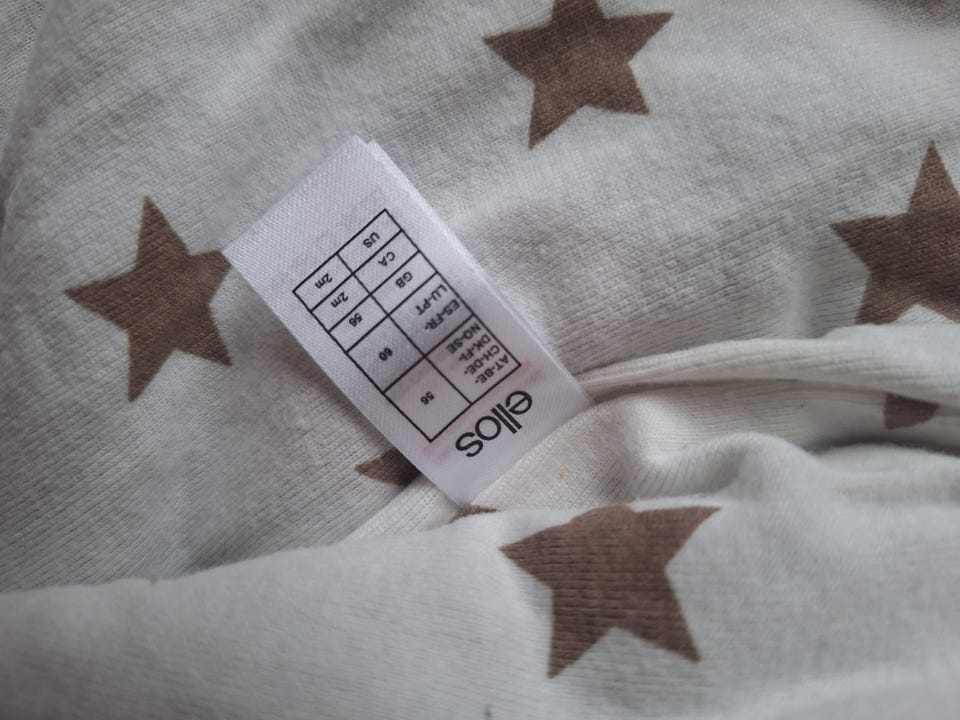 ellos
AT-BE-
CH-DE-
DK-FI-
NO-SE
56
ES-FR-
LU-PT
60
GB
56
CA
2m
US
2m